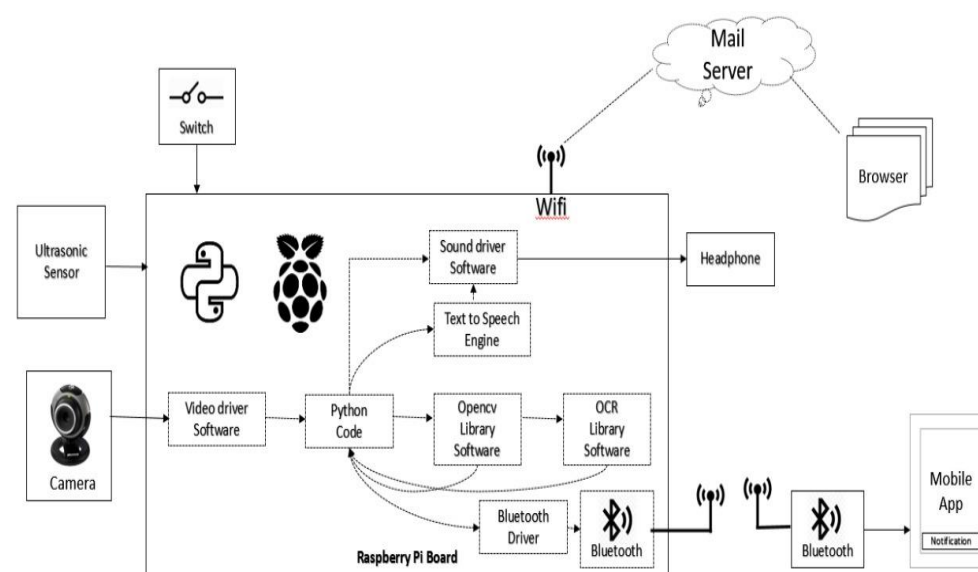 Mail
Server
Switch
Browser
Wifi
Ultrasonic
Sensor
Sound driver
Software
Headphone
Text to Speech
Engine
Video driver
Software
Python
Code
Opencv
Library
Software
OCR
Library
Software
Camera
Mobile
App
Notification
Bluetooth
Driver
Bluetooth
Bluetooth
Raspberry Pi Board